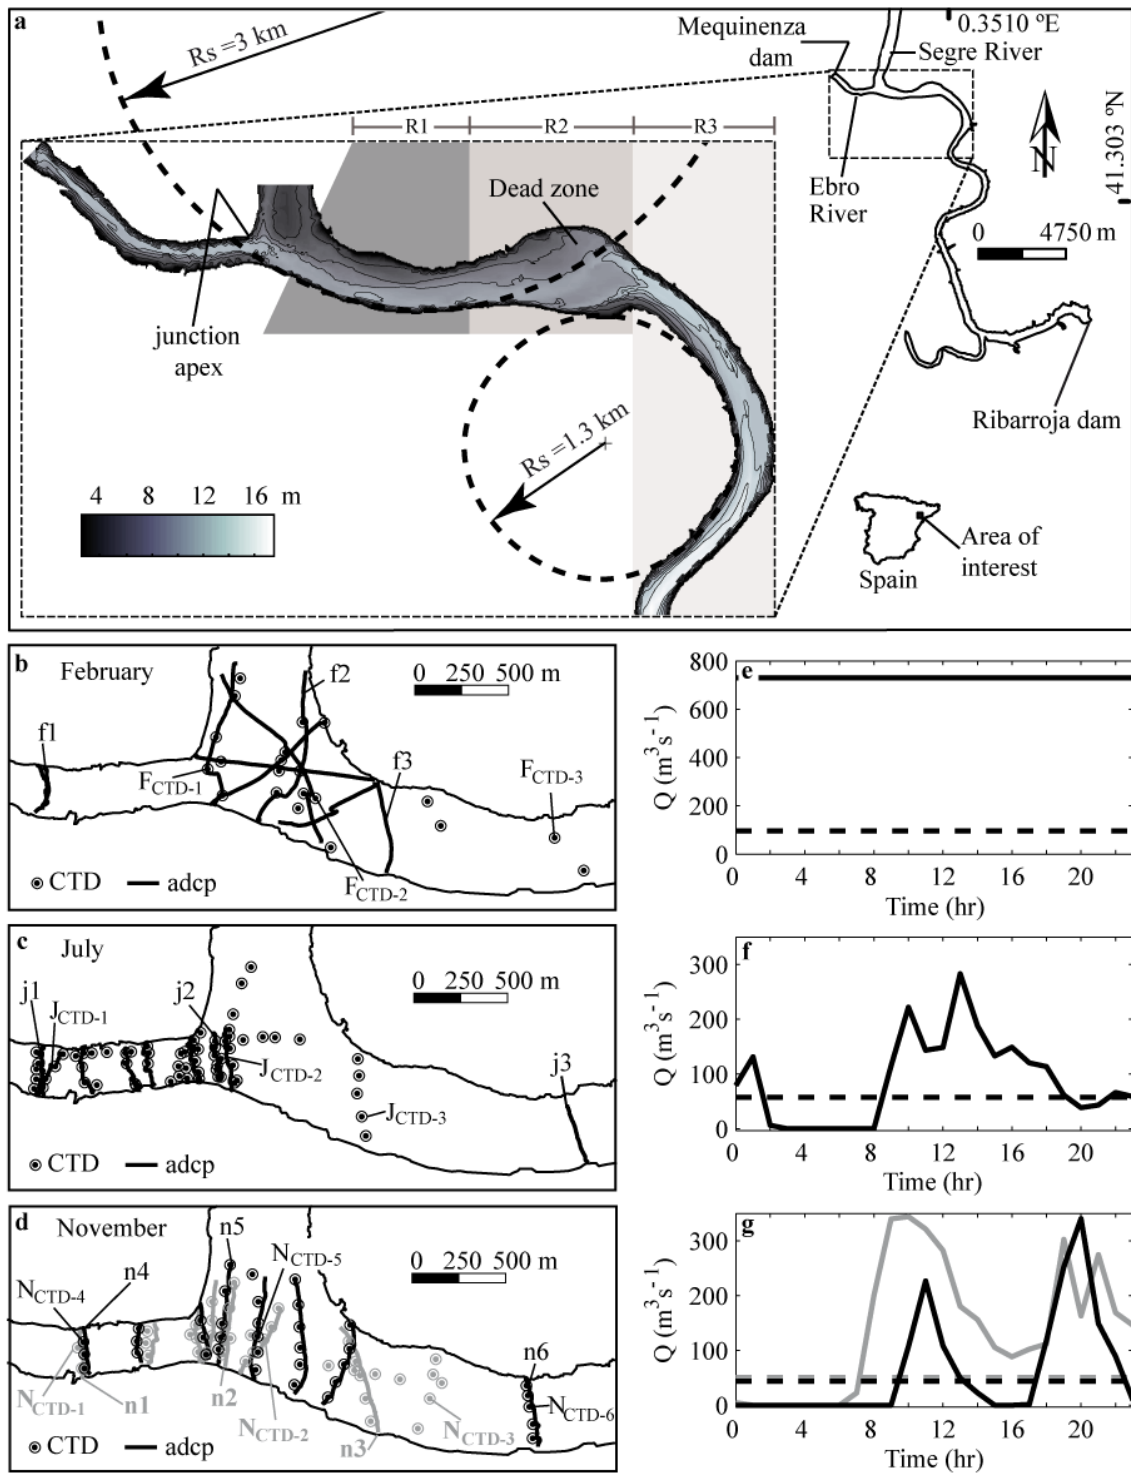 a
Rs =3 km
Mequinenza
dam
0.3510 ºE
Segre River
R1
R2
R3
41.303 ºN
N
Dead zone
Ebro
River
0 4750 m
junction
apex
Rs =1.3 km
Ribarroja dam
4 8 12 16 m
Area of
interest
Spain
b
February
0 250 500 m
f2
f1
f3
FCTD-1
FCTD-3
FCTD-2
CTD
adcp
e
800
600
400
200
0
Q (m3s-1)
0 4 8 12 16 20
Time (hr)
c
July
0 250 500 m
j1
JCTD-1
j2
JCTD-2
j3
JCTD-3
CTD
adcp
f
300
200
100
0
Q (m3s-1)
0 4 8 12 16 20
Time (hr)
d
November
n5
n4
NCTD-5
0 250 500 m
NCTD-4
n6
NCTD-1
n1
n2
NCTD-2
n3
NCTD-3
NCTD-6
CTD
adcp
g
300
200
100
0
Q (m3s-1)
0 4 8 12 16 20
Time (hr)